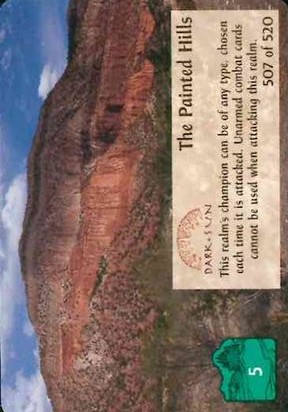 The Painted Hills
DARK•SUN
This realm's champion can be of any type, chosen
each time it is attacked. Unarmed combat cards
cannot be used when attacking this realm.
507 of 520
5